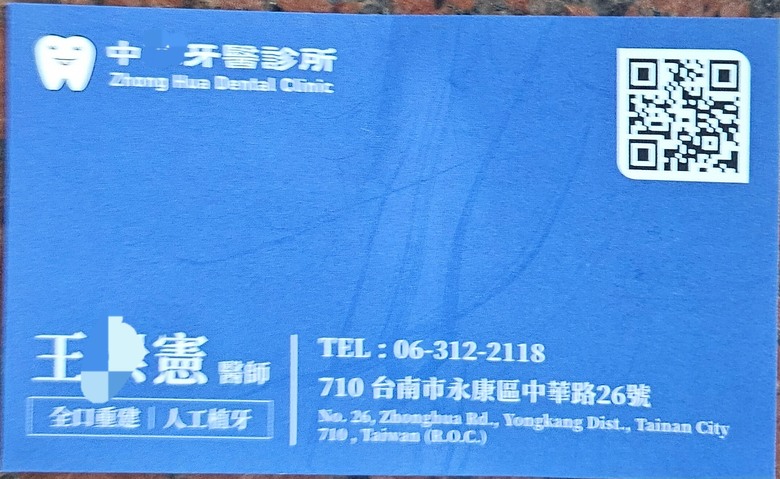 中 牙醫診所
Zhong Hua Dental Clinic
王 憲 醫師
全口重建 | 人工植牙
TEL : 06-312-2118
710 台南市永康區中華路26號
No. 26, Zhonghua Rd., Yongkang Dist., Tainan City
710 , Taiwan (R.O.C.)